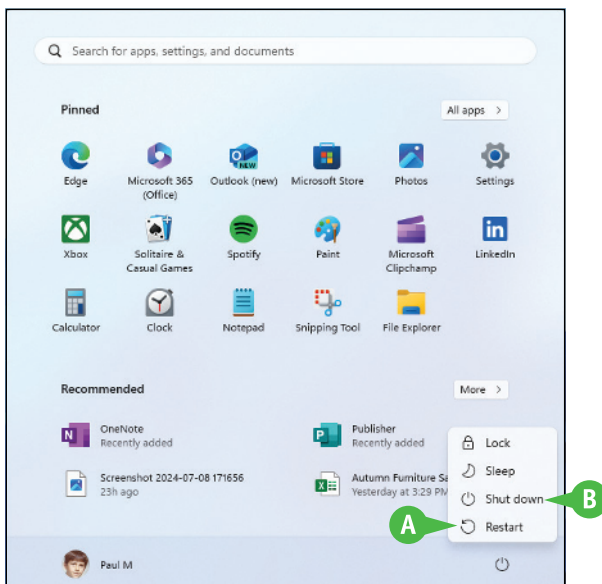 Search for apps, settings, and documents
Pinned
All apps >
Edge
Microsoft 365
(Office)
Outlook (new)
Microsoft Store
Photos
Settings
NEW
Xbox
Solitaire &
Casual Games
Spotify
Paint
Microsoft
Clipchamp
LinkedIn
in
Calculator
Clock
Notepad
Snipping Tool
File Explorer
Recommended
More >
N
OneNote
Recently added
P
Publisher
Recently added
Screenshot 2024-07-08 171656
23h ago
Autumn Furniture Sa
Yesterday at 3:29 PM
Lock
Sleep
Shut down
B
A
Restart
Paul M